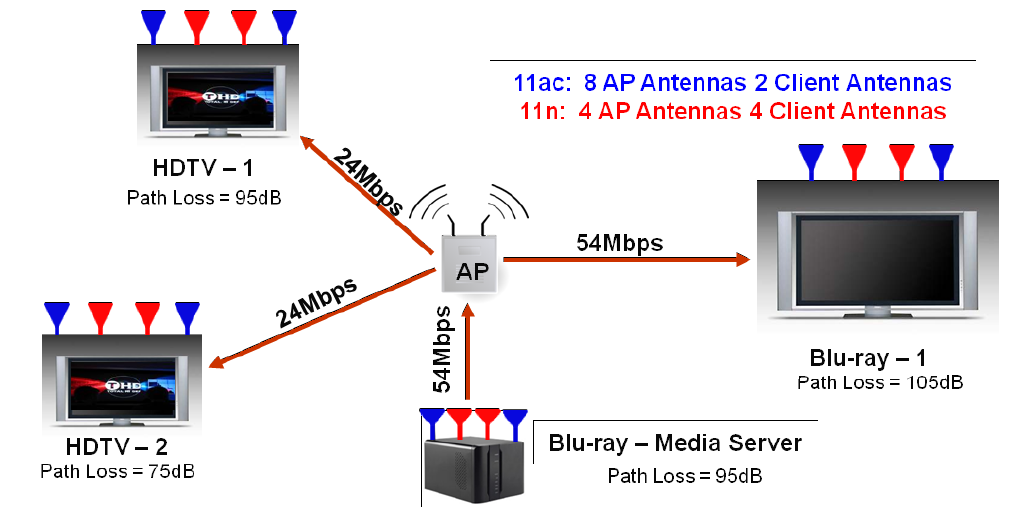 11ac: 8 AP Antennas 2 Client Antennas
11n: 4 AP Antennas 4 Client Antennas
THD
HDTV – 1
Path Loss = 95dB
24Mbps
AP
54Mbps
Blu-ray – 1
Path Loss = 105dB
24Mbps
THD
HDTV – 2
Path Loss = 75dB
54Mbps
Blu-ray – Media Server
Path Loss = 95dB